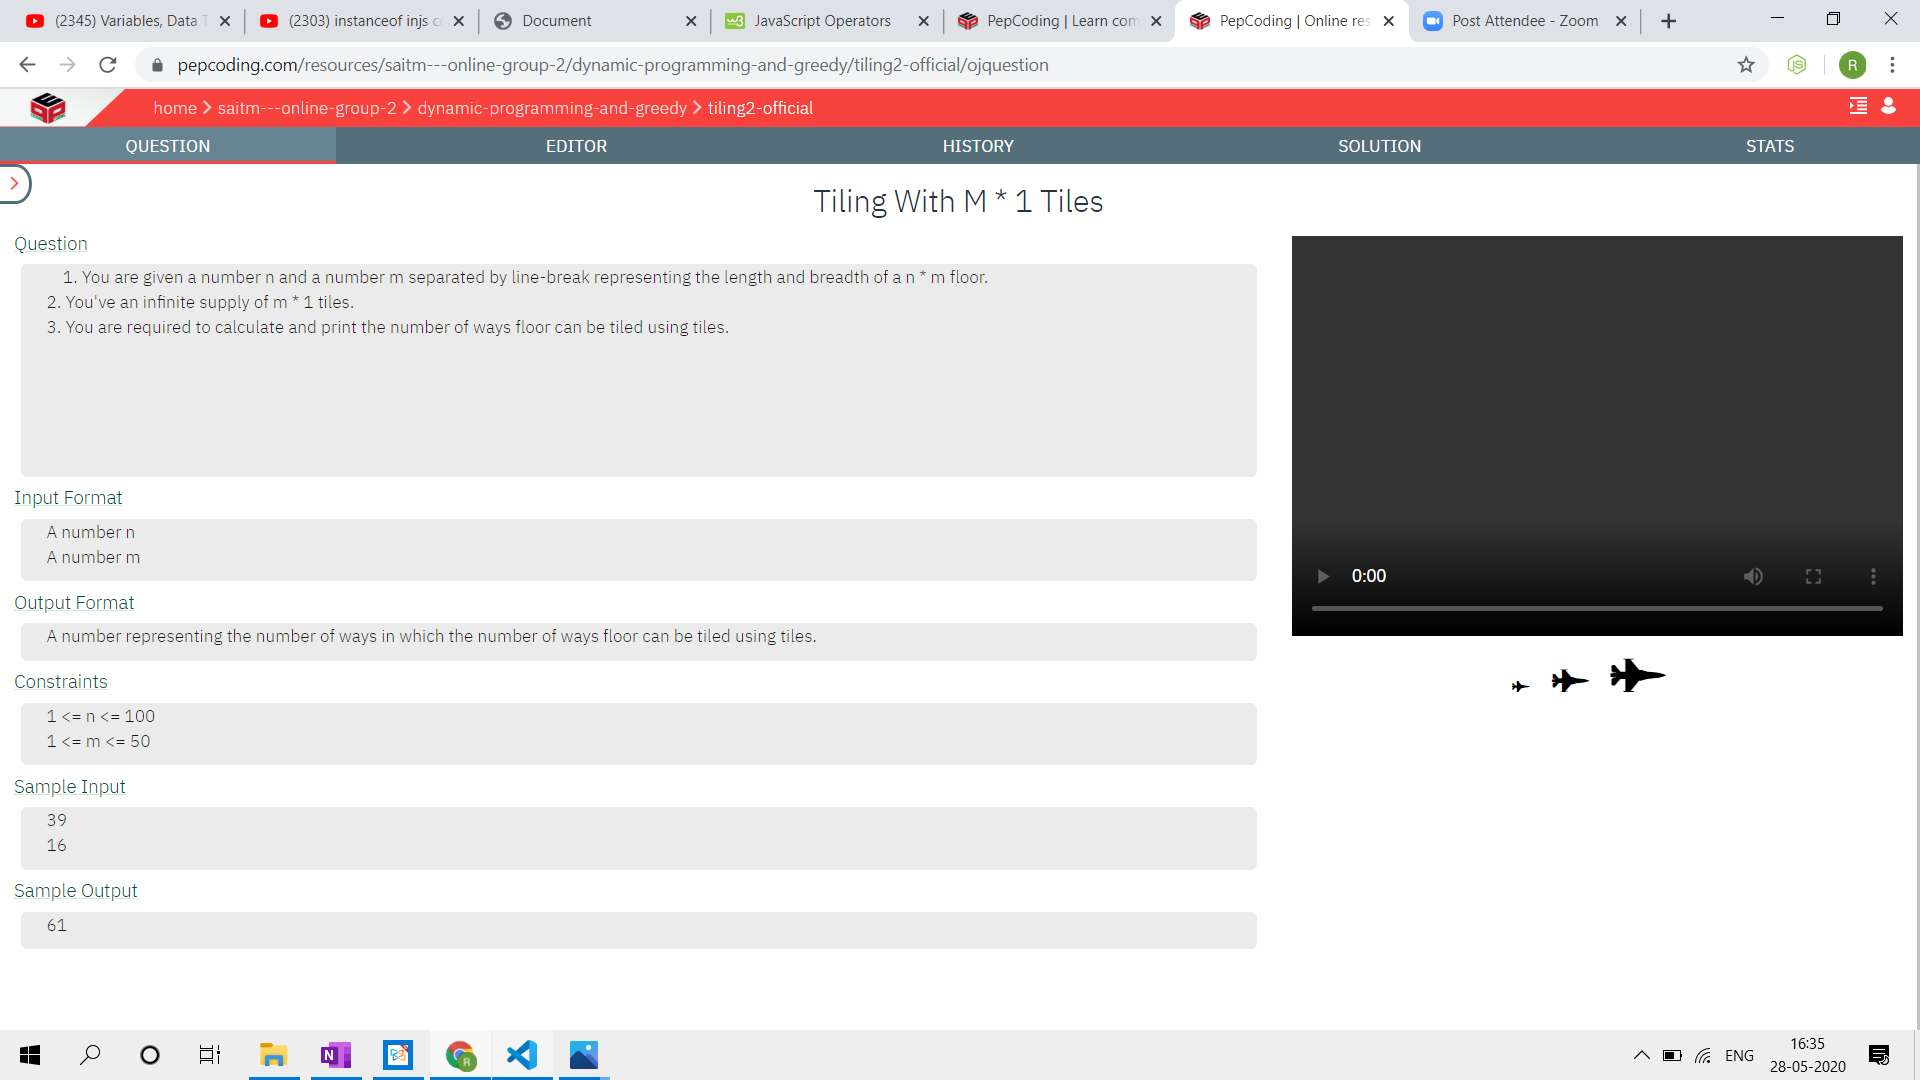 (2345) Variables, Data T
(2303) instanceof injs c
Document
JavaScript Operators
PepCoding | Learn com
PepCoding | Online res
Post Attendee - Zoom
pepcoding.com/resources/saitm---online-group-2/dynamic-programming-and-greedy/tiling2-official/ojquestion
R
home > saitm---online-group-2 > dynamic-programming-and-greedy > tiling2-official
QUESTION
EDITOR
HISTORY
SOLUTION
STATS
Tiling With M * 1 Tiles
Question
1. You are given a number n and a number m separated by line-break representing the length and breadth of a n * m floor.
2. You've an infinite supply of m * 1 tiles.
3. You are required to calculate and print the number of ways floor can be tiled using tiles.
0:00
Input Format
A number n
A number m
Output Format
A number representing the number of ways in which the number of ways floor can be tiled using tiles.
Constraints
1 <= n <= 100
1 <= m <= 50
Sample Input
39
16
Sample Output
61
ENG
16:35
28-05-2020